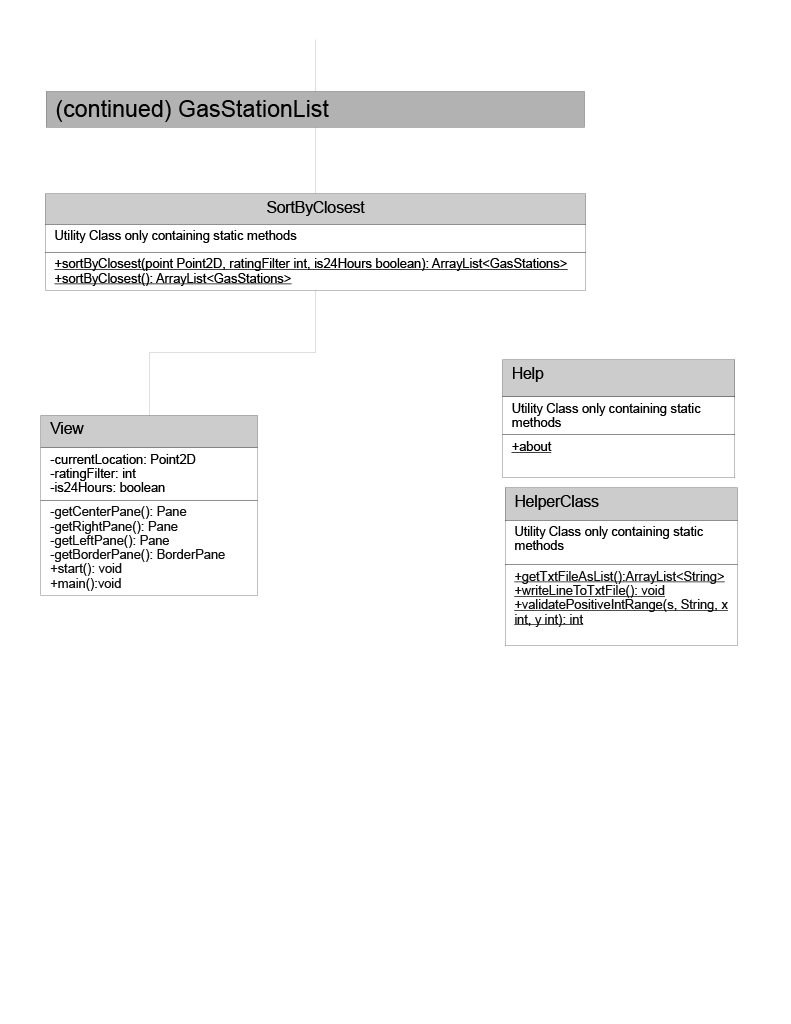 (continued) GasStationList
SortByClosest
Utility Class only containing static methods
+sortByClosest(point Point2D, ratingFilter int, is24Hours boolean): ArrayList<GasStations>
+sortByClosest(): ArrayList<GasStations>
View
-currentLocation: Point2D
-ratingFilter: int
-is24Hours: boolean
-getCenterPane(): Pane
-getRightPane(): Pane
-getLeftPane(): Pane
-getBorderPane(): BorderPane
+start(): void
+main():void
Help
Utility Class only containing static
methods
+about
HelperClass
Utility Class only containing static
methods
+getTxtFileAsList():ArrayList<String>
+writeLineToTxtFile(): void
+validatePositiveIntRange(s, String, x
int, y int): int